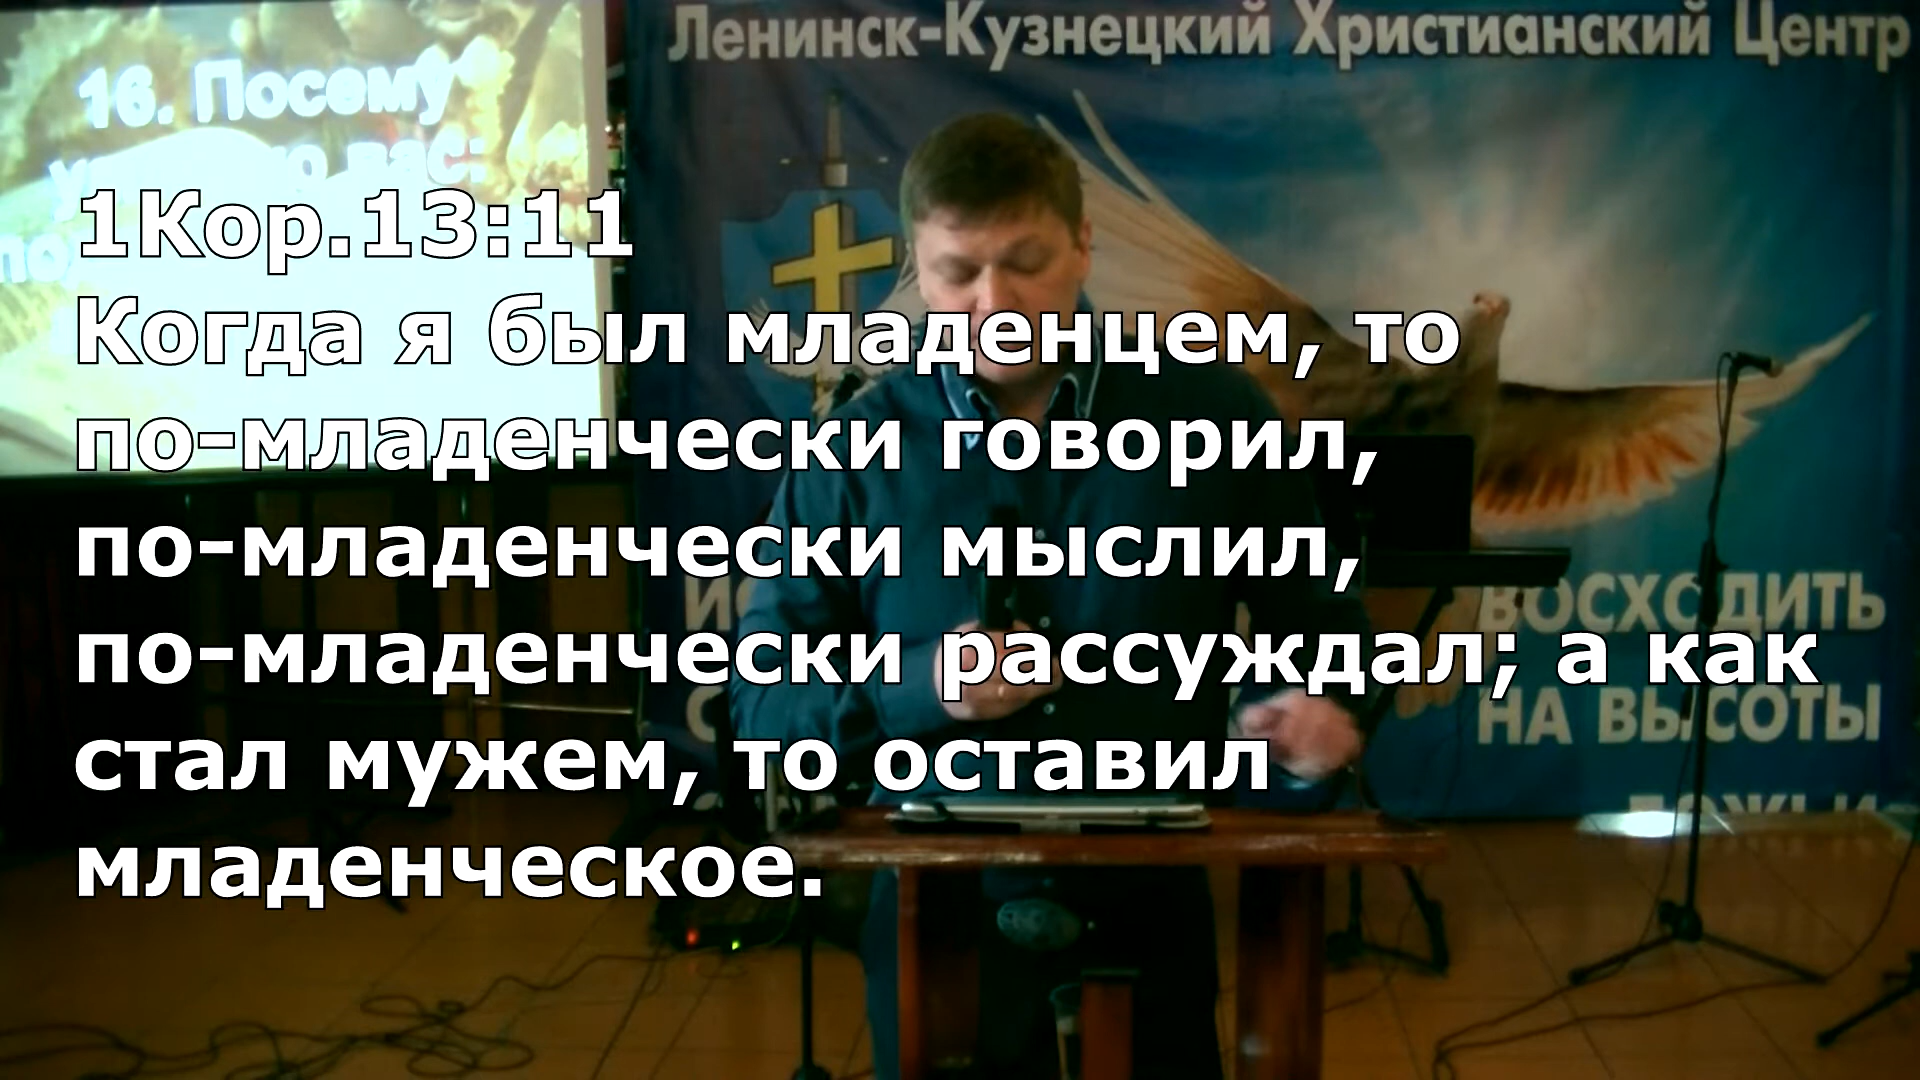 Ленинск-Кузнецкий Христианский Центр
16. Посему
вас:
1Кор.13:11
Когда я был младенцем, то
по-младенчески говорил,
по-младенчески мыслил,
по-младенчески рассуждал; а как
стал мужем, то оставил
младенческое.
ВОСХОДИТЬ
НА ВЫСОТЫ